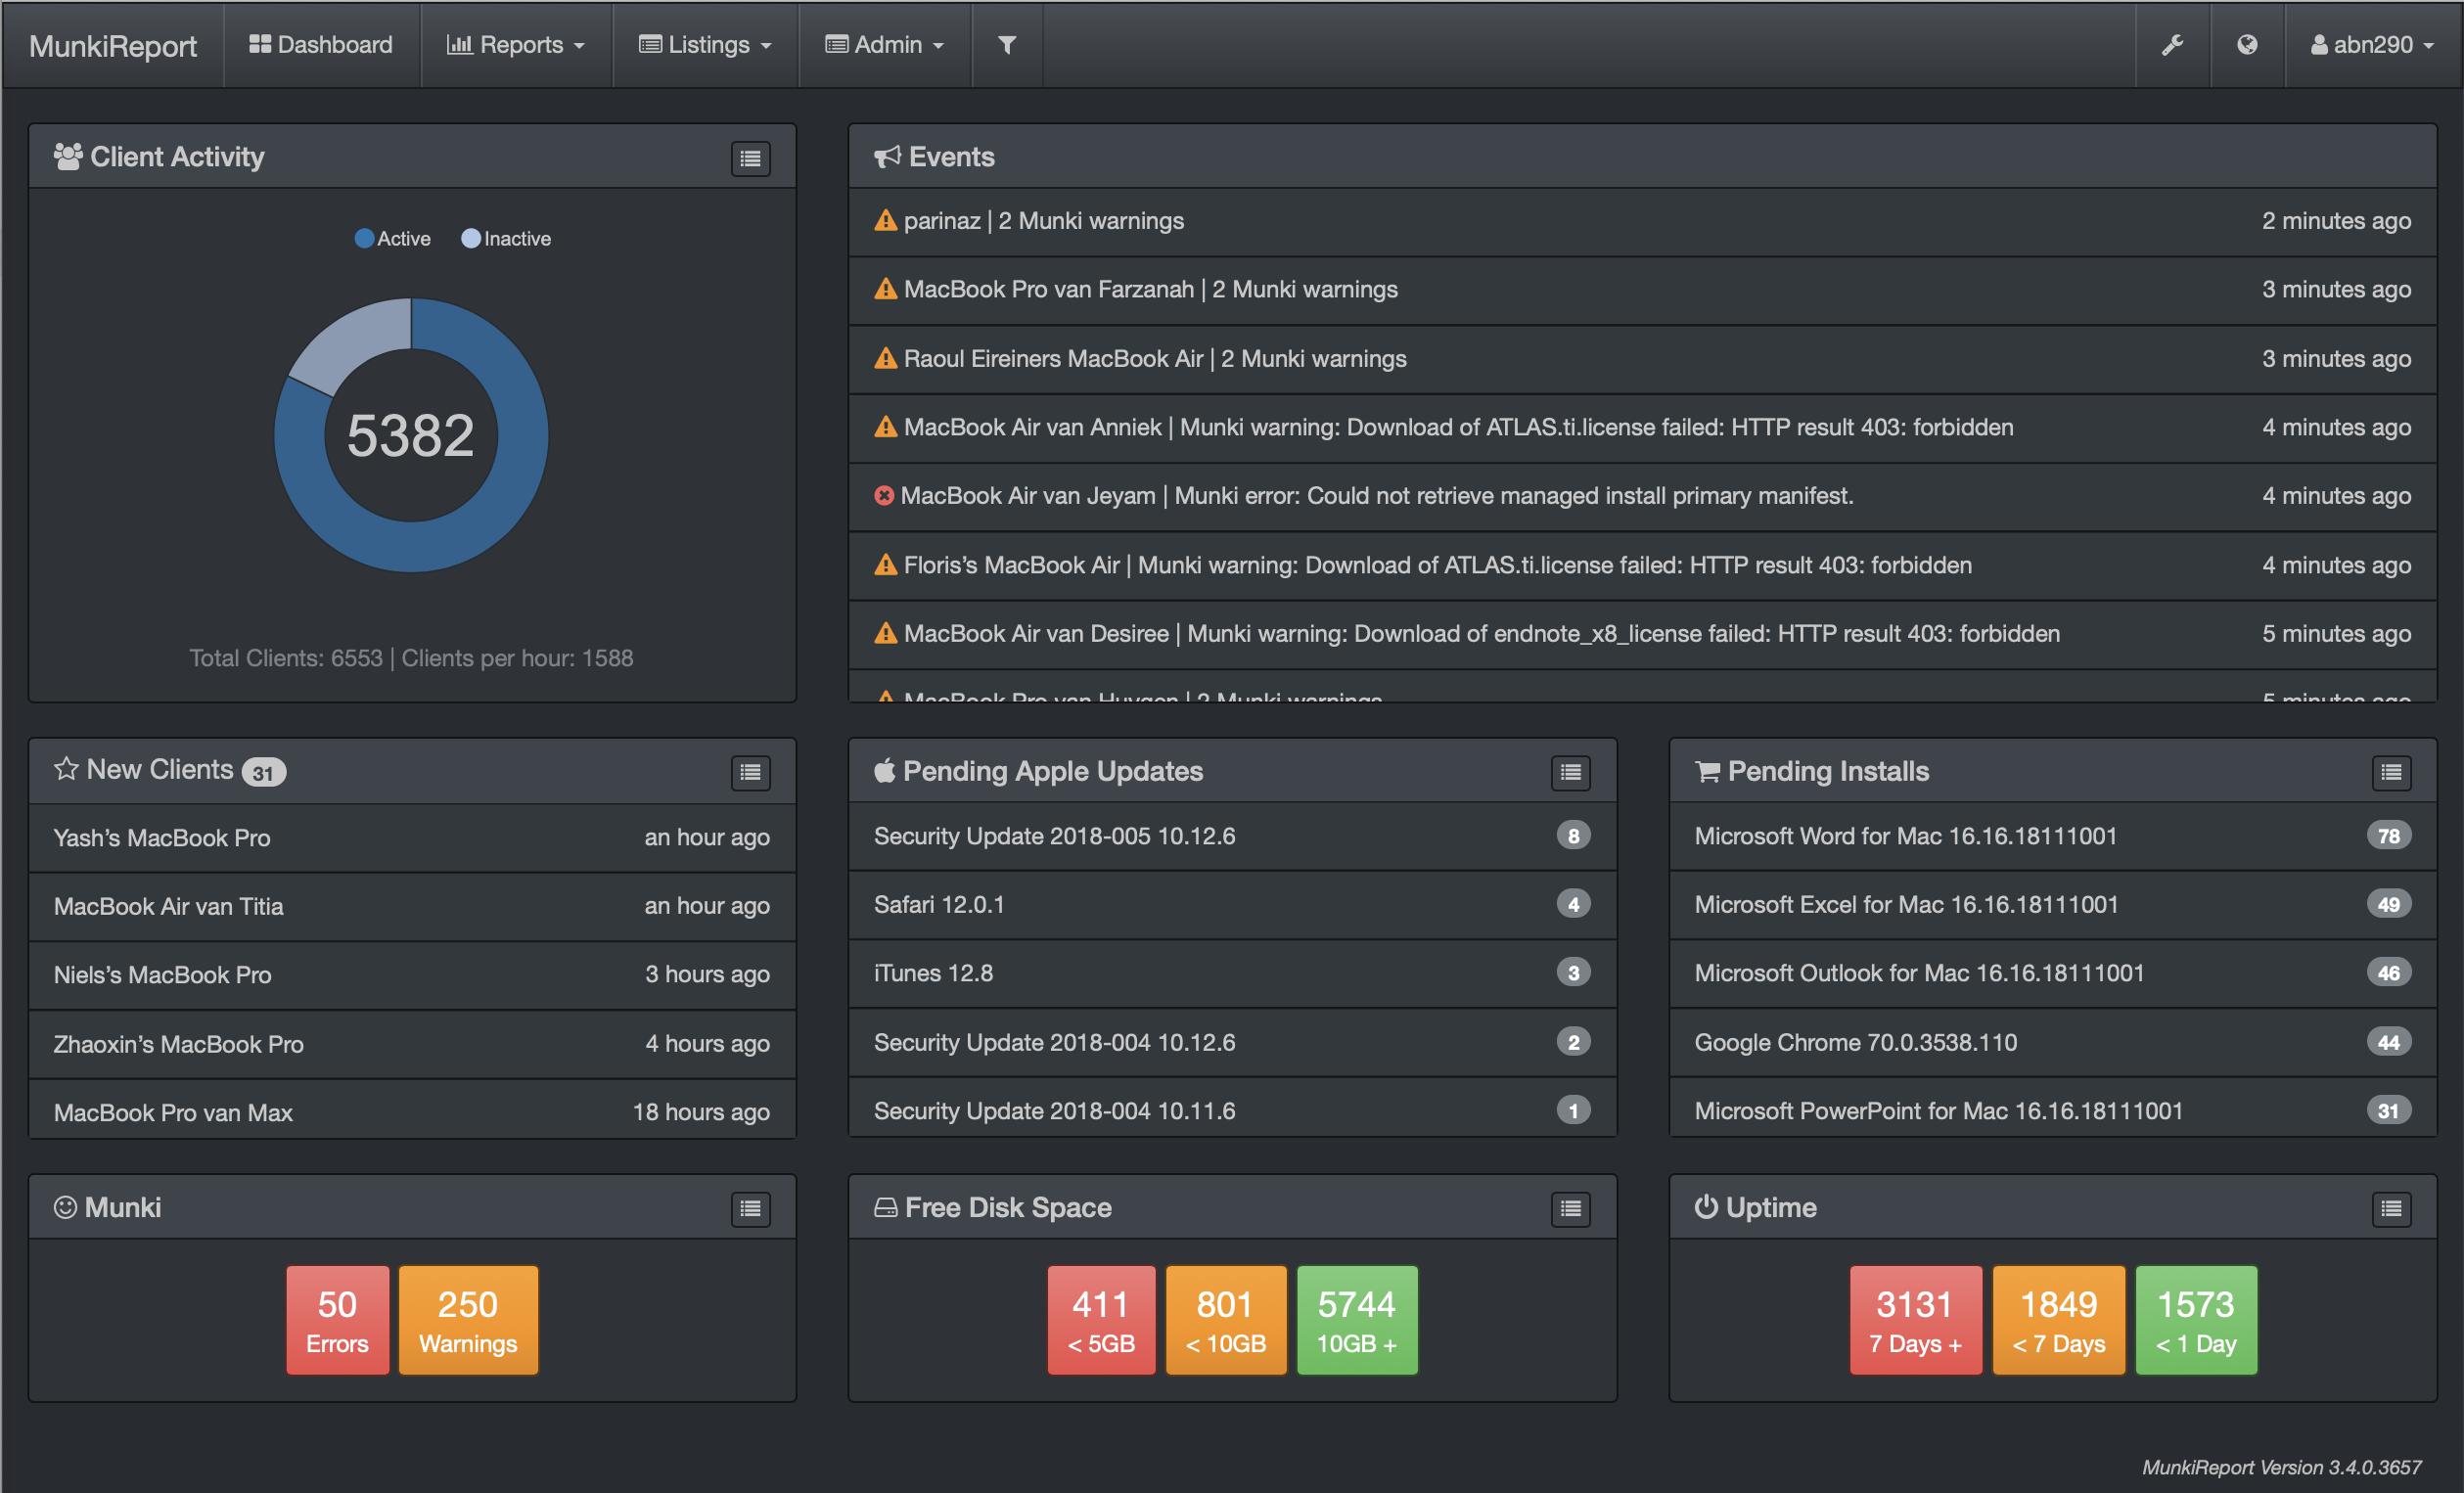 MunkiReport Dashboard Reports Listings Admin abn290
Client Activity
Active Inactive
5382
Total Clients: 6553 | Clients per hour: 1588
Events
parinaz | 2 Munki warnings 2 minutes ago
MacBook Pro van Farzanah | 2 Munki warnings 3 minutes ago
Raoul Eireiners MacBook Air | 2 Munki warnings 3 minutes ago
MacBook Air van Anniek | Munki warning: Download of ATLAS.ti.license failed: HTTP result 403: forbidden 4 minutes ago
MacBook Air van Jeyam | Munki error: Could not retrieve managed install primary manifest. 4 minutes ago
Floris’s MacBook Air | Munki warning: Download of ATLAS.ti.license failed: HTTP result 403: forbidden 4 minutes ago
MacBook Air van Desiree | Munki warning: Download of endnote_x8_license failed: HTTP result 403: forbidden 5 minutes ago
MacBook Pro van Huygen | 2 Munki warnings 5 minutes ago
New Clients 31
Yash’s MacBook Pro an hour ago
MacBook Air van Titia an hour ago
Niels’s MacBook Pro 3 hours ago
Zhaoxin’s MacBook Pro 4 hours ago
MacBook Pro van Max 18 hours ago
Pending Apple Updates
Security Update 2018-005 10.12.6 8
Safari 12.0.1 4
iTunes 12.8 3
Security Update 2018-004 10.12.6 2
Security Update 2018-004 10.11.6 1
Pending Installs
Microsoft Word for Mac 16.16.18111001 78
Microsoft Excel for Mac 16.16.18111001 49
Microsoft Outlook for Mac 16.16.18111001 46
Google Chrome 70.0.3538.110 44
Microsoft PowerPoint for Mac 16.16.18111001 31
Munki
50 250
Errors Warnings
Free Disk Space
411 801 5744
< 5GB < 10GB 10GB +
Uptime
3131 1849 1573
7 Days + < 7 Days < 1 Day
MunkiReport Version 3.4.0.3657